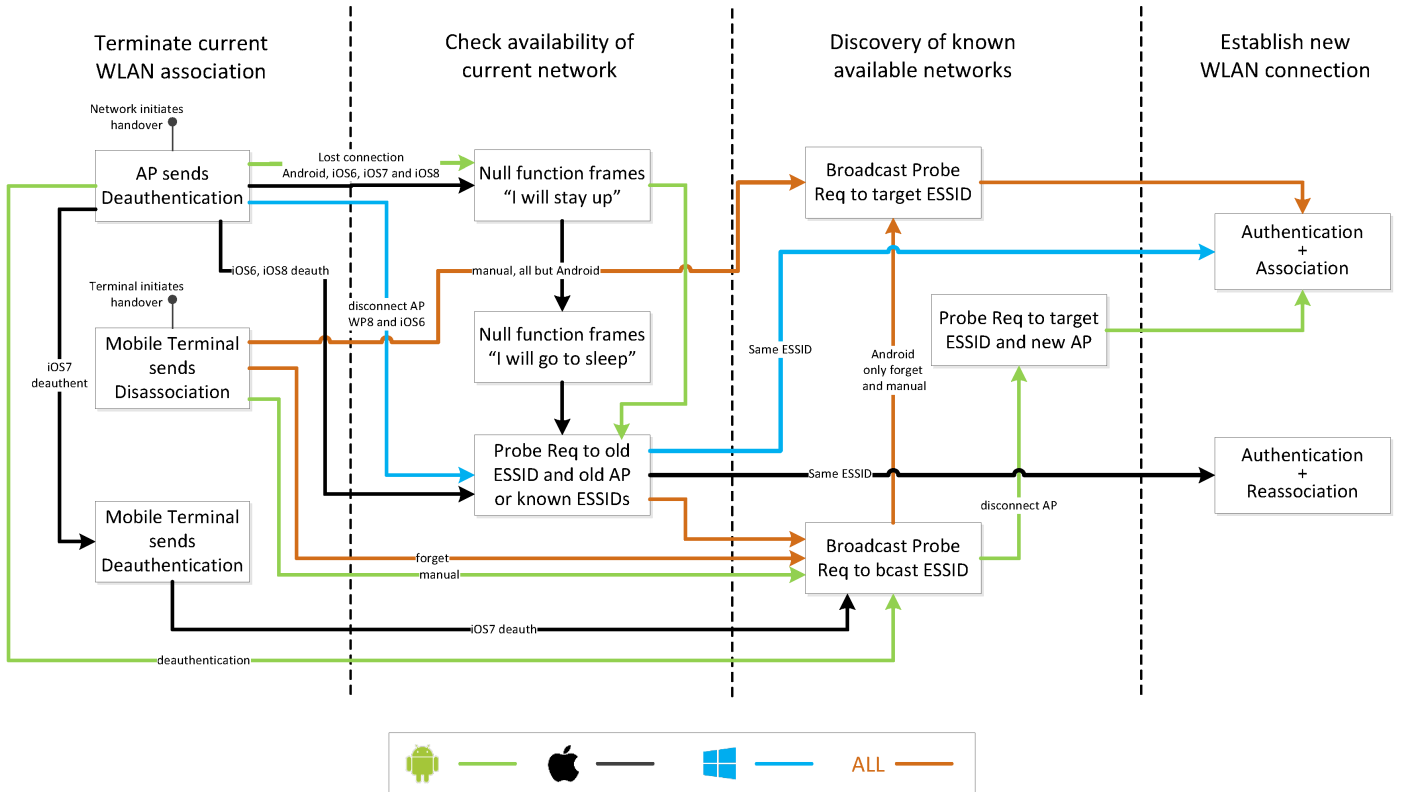 Terminate current
WLAN association
Check availability of
current network
Discovery of known
available networks
Establish new
WLAN connection
Network initiates
handover
AP sends
Deauthentication
Lost connection
Android, iOS6, iOS7 and iOS8
Null function frames
“I will stay up”
Broadcast Probe
Req to target ESSID
Authentication
+
Association
iOS6, iOS8 deauth
manual, all but Android
Terminal initiates
handover
disconnect AP
WP8 and iOS6
Mobile Terminal
sends
Disassociation
Null function frames
“I will go to sleep”
Probe Req to target
ESSID and new AP
Same ESSID
Android
only forget
and manual
iOS7
deauthent
Probe Req to old
ESSID and old AP
or known ESSIDs
Same ESSID
Authentication
+
Reassociation
disconnect AP
Mobile Terminal
sends
Deauthentication
Broadcast Probe
Req to bcast ESSID
forget
manual
iOS7 deauth
deauthentication
ALL